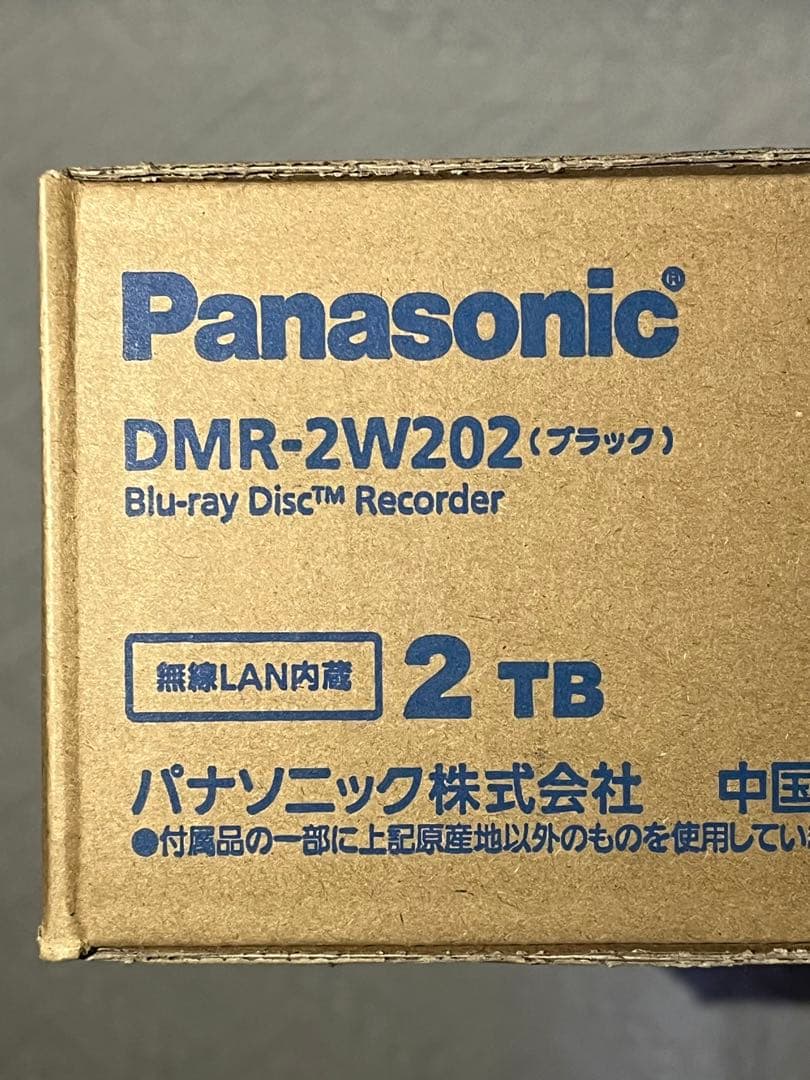 Panasonic®
DMR-2W202（ブラック）
Blu-ray Disc™ Recorder
無線LAN内蔵 2 TB
パナソニック株式会社 中国
●付属品の一部に上記原産地以外のものを使用してい